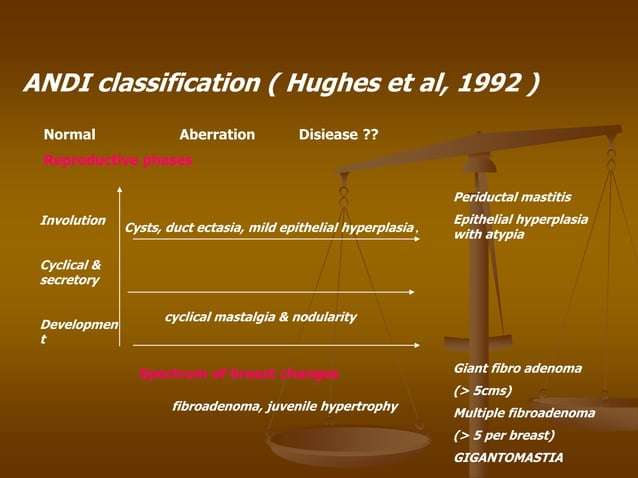 ANDI classification ( Hughes et al, 1992 )
Normal Aberration Disiease ??
Reproductive phases
Involution
Cysts, duct ectasia, mild epithelial hyperplasia ,
Periductal mastitis
Epithelial hyperplasia
with atypia
Cyclical &
secretory
cyclical mastalgia & nodularity
Developmen
t
Spectrum of breast changes
fibroadenoma, juvenile hypertrophy
Giant fibro adenoma
(> 5cms)
Multiple fibroadenoma
(> 5 per breast)
GIGANTOMASTIA